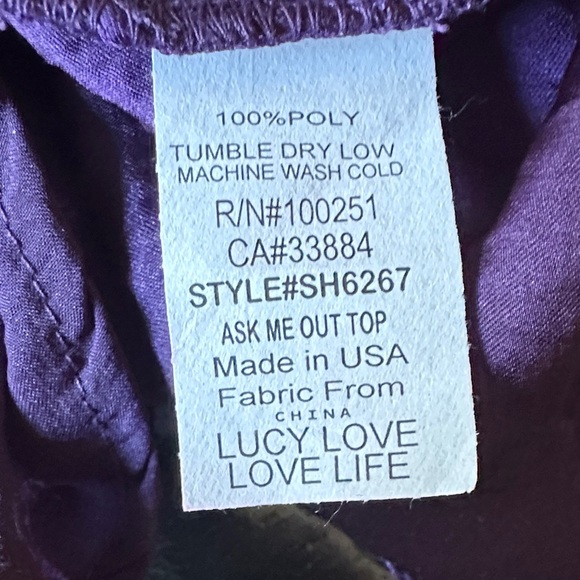 100%POLY
TUMBLE DRY LOW
MACHINE WASH COLD
R/N#100251
CA#33884
STYLE#SH6267
ASK ME OUT TOP
Made in USA
Fabric From
CHINA
LUCY LOVE
LOVE LIFE